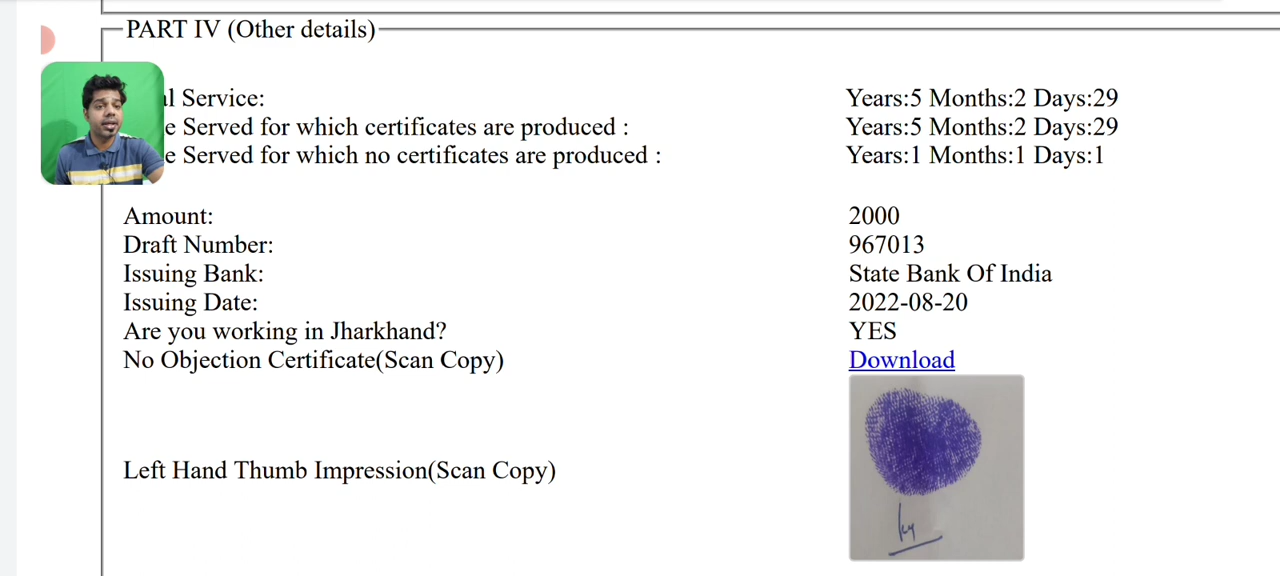 PART IV (Other details)
Service: Years:5 Months:2 Days:29
Served for which certificates are produced : Years:5 Months:2 Days:29
Served for which no certificates are produced : Years:1 Months:1 Days:1
Amount: 2000
Draft Number: 967013
Issuing Bank: State Bank Of India
Issuing Date: 2022-08-20
Are you working in Jharkhand? YES
No Objection Certificate(Scan Copy) Download
Left Hand Thumb Impression(Scan Copy)